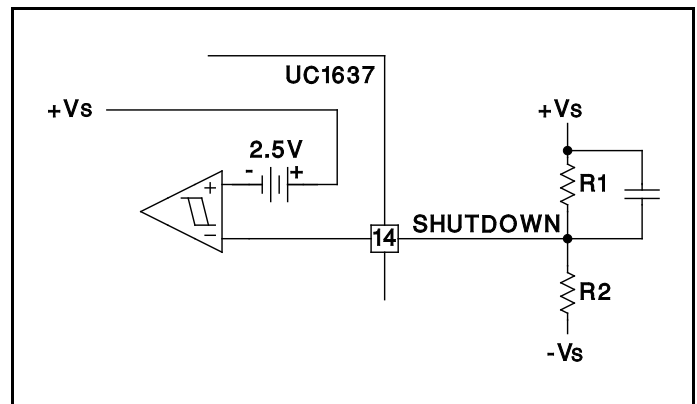 UC1637
+Vs
+Vs
2.5V
- +
+
R1
SHUTDOWN
14
-
R2
-Vs